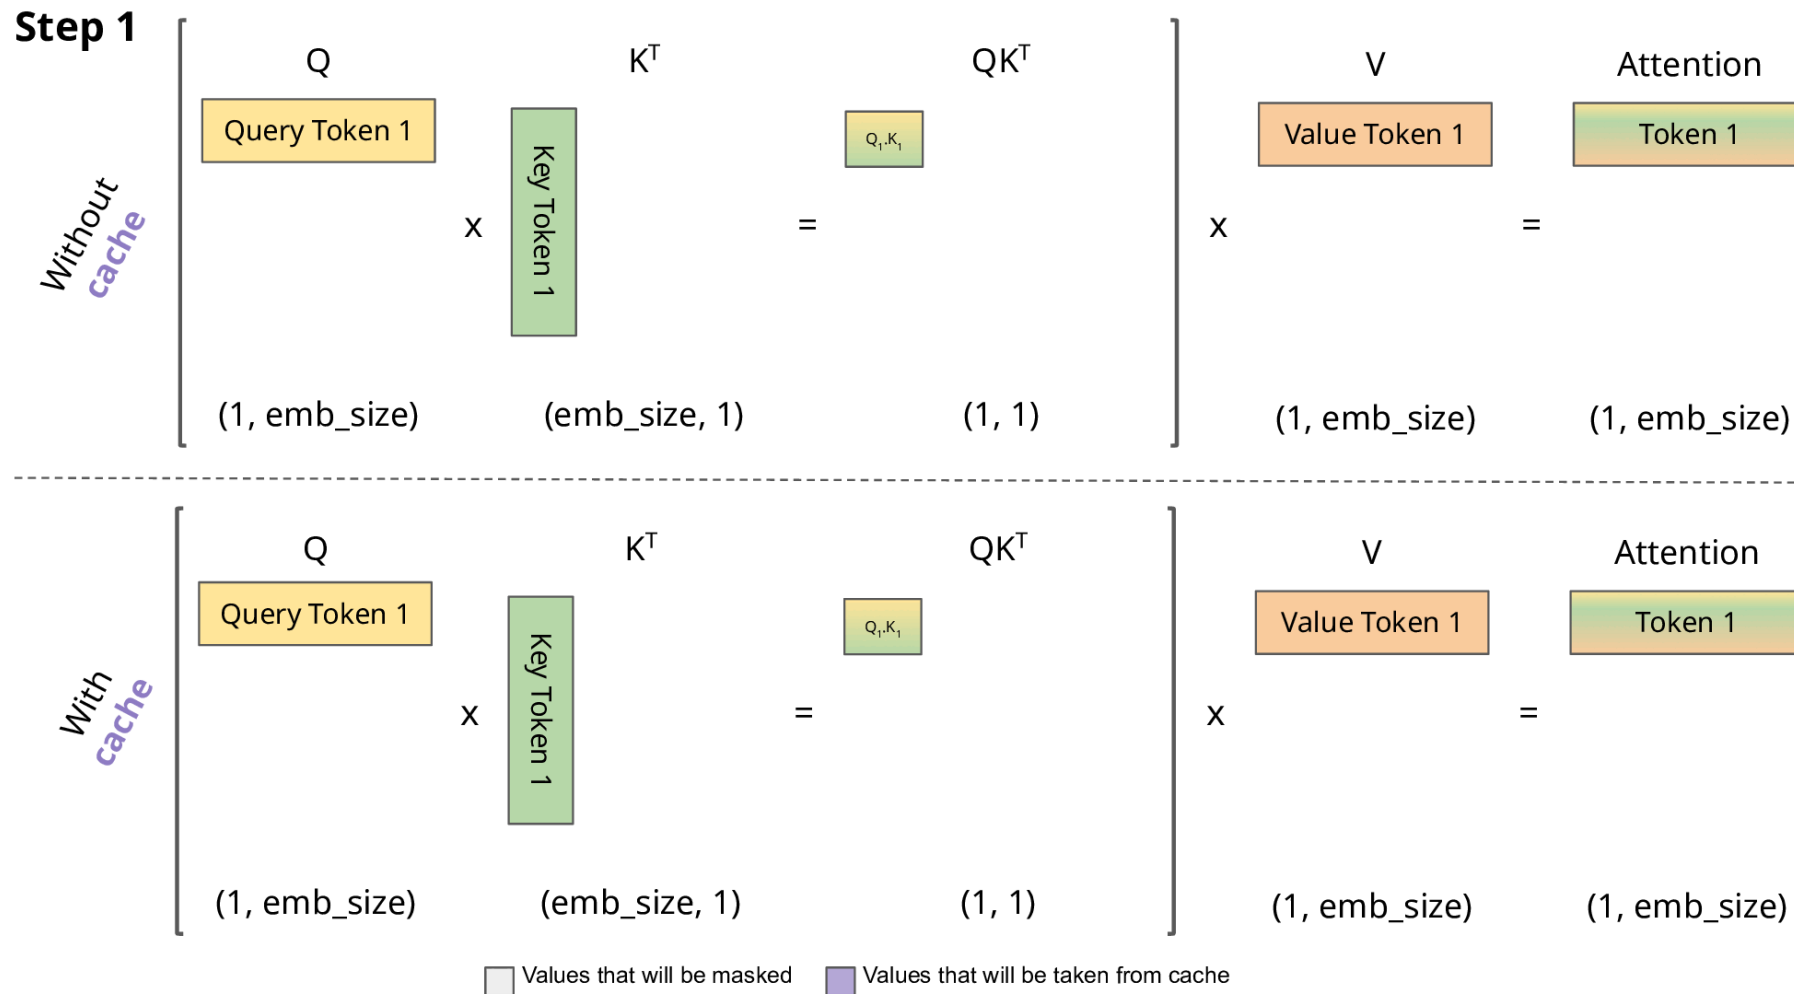 Step 1
Without
cache
Q
K^T
QK^T
V
Attention
Query Token 1
x
Key Token 1
=
Q₁.K₁
x
Value Token 1
=
Token 1
(1, emb_size)
(emb_size, 1)
(1, 1)
(1, emb_size)
(1, emb_size)
With
cache
Q
K^T
QK^T
V
Attention
Query Token 1
x
Key Token 1
=
Q₁.K₁
x
Value Token 1
=
Token 1
(1, emb_size)
(emb_size, 1)
(1, 1)
(1, emb_size)
(1, emb_size)
Values that will be masked
Values that will be taken from cache